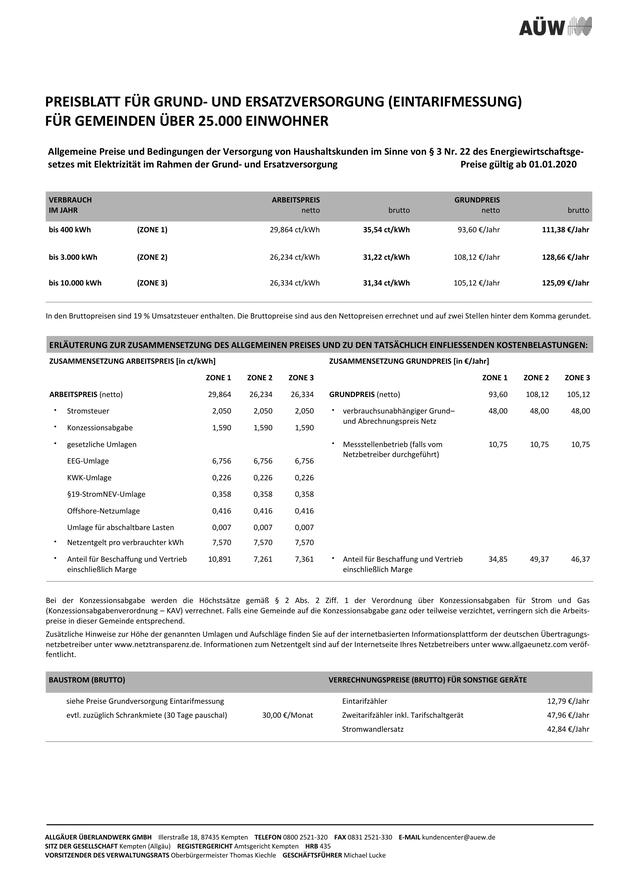 AÜW
PREISBLATT FÜR GRUND- UND ERSATZVERSORGUNG (EINTARIFMESSUNG)
FÜR GEMEINDEN ÜBER 25.000 EINWOHNER
Allgemeine Preise und Bedingungen der Versorgung von Haushaltskunden im Sinne von § 3 Nr. 22 des Energiewirtschaftsge-
setzes mit Elektrizität im Rahmen der Grund- und Ersatzversorgung Preise gültig ab 01.01.2020
VERBRAUCH ARBEITSPREIS GRUNDPREIS
IM JAHR netto brutto netto brutto
bis 400 kWh (ZONE 1) 29,864 ct/kWh 35,54 ct/kWh 93,60 €/Jahr 111,38 €/Jahr
bis 3.000 kWh (ZONE 2) 26,234 ct/kWh 31,22 ct/kWh 108,12 €/Jahr 128,66 €/Jahr
bis 10.000 kWh (ZONE 3) 26,334 ct/kWh 31,34 ct/kWh 105,12 €/Jahr 125,09 €/Jahr
In den Bruttopreisen sind 19 % Umsatzsteuer enthalten. Die Bruttopreise sind aus den Nettopreisen errechnet und auf zwei Stellen hinter dem Komma gerundet.
ERLÄUTERUNG ZUR ZUSAMMENSETZUNG DES ALLGEMEINEN PREISES UND ZU DEN TATSÄCHLICH EINFLIESSENDEN KOSTENBELASTUNGEN:
ZUSAMMENSETZUNG ARBEITSPREIS [in ct/kWh] ZUSAMMENSETZUNG GRUNDPREIS [in €/Jahr]
ZONE 1 ZONE 2 ZONE 3 ZONE 1 ZONE 2 ZONE 3
ARBEITSPREIS (netto) 29,864 26,234 26,334 GRUNDPREIS (netto) 93,60 108,12 105,12
• Stromsteuer 2,050 2,050 2,050 • verbrauchsunabhängiger Grund– 48,00 48,00 48,00
und Abrechnungspreis Netz
• Konzessionsabgabe 1,590 1,590 1,590
• gesetzliche Umlagen • Messstellenbetrieb (falls vom 10,75 10,75 10,75
Netzbetreiber durchgeführt)
EEG-Umlage 6,756 6,756 6,756
KWK-Umlage 0,226 0,226 0,226
§19-StromNEV-Umlage 0,358 0,358 0,358
Offshore-Netzumlage 0,416 0,416 0,416
Umlage für abschaltbare Lasten 0,007 0,007 0,007
• Netzentgelt pro verbrauchter kWh 7,570 7,570 7,570
• Anteil für Beschaffung und Vertrieb 10,891 7,261 7,361 • Anteil für Beschaffung und Vertrieb 34,85 49,37 46,37
einschließlich Marge einschließlich Marge
Bei der Konzessionsabgabe werden die Höchstsätze gemäß § 2 Abs. 2 Ziff. 1 der Verordnung über Konzessionsabgaben für Strom und Gas
(Konzessionsabgabenverordnung – KAV) verrechnet. Falls eine Gemeinde auf die Konzessionsabgabe ganz oder teilweise verzichtet, verringern sich die Arbeits-
preise in dieser Gemeinde entsprechend.
Zusätzliche Hinweise zur Höhe der genannten Umlagen und Aufschläge finden Sie auf der internetbasierten Informationsplattform der deutschen Übertragungs-
netzbetreiber unter www.netztransparenz.de. Informationen zum Netzentgelt sind auf der Internetseite Ihres Netzbetreibers unter www.allgaeunetz.com veröf-
fentlicht.
BAUSTROM (BRUTTO) VERRECHNUNGSPREISE (BRUTTO) FÜR SONSTIGE GERÄTE
siehe Preise Grundversorgung Eintarifmessung Eintarifzähler 12,79 €/Jahr
evtl. zuzüglich Schrankmiete (30 Tage pauschal) 30,00 €/Monat Zweitarifzähler inkl. Tarifschaltgerät 47,96 €/Jahr
Stromwandlersatz 42,84 €/Jahr
ALLGÄUER ÜBERLANDWERK GMBH Illerstraße 18, 87435 Kempten TELEFON 0800 2521-320 FAX 0831 2521-330 E-MAIL kundencenter@auew.de
SITZ DER GESELLSCHAFT Kempten (Allgäu) REGISTERGERICHT Amtsgericht Kempten HRB 435
VORSITZENDER DES VERWALTUNGSRATS Oberbürgermeister Thomas Kiechle GESCHÄFTSFÜHRER Michael Lucke